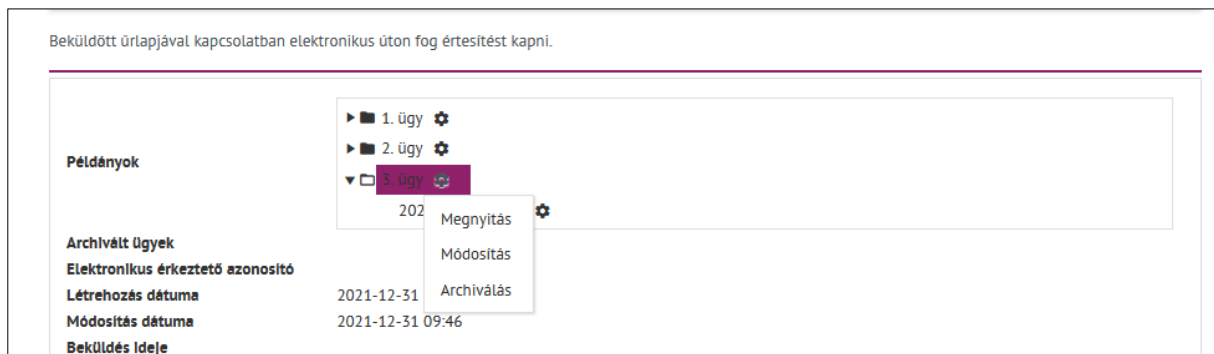 Beküldött űrlapjával kapcsolatban elektronikus úton fog értesítést kapni.
Példányok
1. ügy
2. ügy
3. ügy
202
Megnyitás
Módosítás
Archiválás
Archivált ügyek
Elektronikus érkeztető azonosító
Létrehozás dátuma 2021-12-31
Módosítás dátuma 2021-12-31 09:46
Beküldés ideje